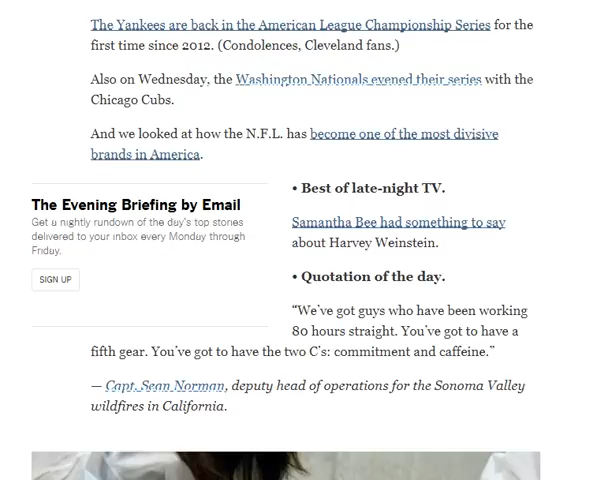 The Yankees are back in the American League Championship Series for the
first time since 2012. (Condolences, Cleveland fans.)
Also on Wednesday, the Washington Nationals evened their series with the
Chicago Cubs.
And we looked at how the N.F.L. has become one of the most divisive
brands in America.
The Evening Briefing by Email
Get a nightly rundown of the day's top stories
delivered to your inbox every Monday through
Friday.
SIGN UP
• Best of late-night TV.
Samantha Bee had something to say
about Harvey Weinstein.
• Quotation of the day.
“We’ve got guys who have been working
80 hours straight. You’ve got to have a
fifth gear. You’ve got to have the two C’s: commitment and caffeine.”
— Capt. Sean Norman, deputy head of operations for the Sonoma Valley
wildfires in California.